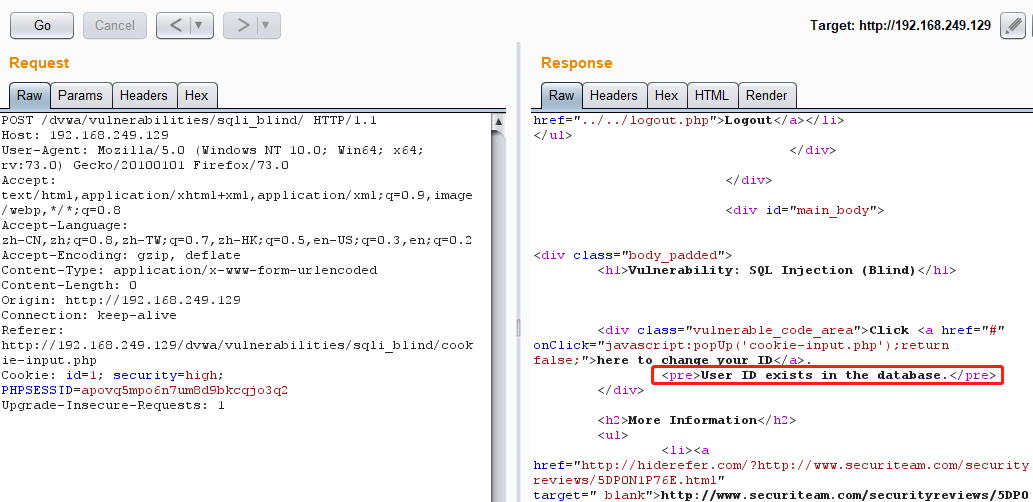 Go
Cancel
<
>
Target: http://192.168.249.129
Request
Raw
Params
Headers
Hex
POST /dvwa/vulnerabilities/sqli_blind/ HTTP/1.1
Host: 192.168.249.129
User-Agent: Mozilla/5.0 (Windows NT 10.0; Win64; x64;
rv:73.0) Gecko/20100101 Firefox/73.0
Accept:
text/html,application/xhtml+xml,application/xml;q=0.9,image
/webp,*/*;q=0.8
Accept-Language:
zh-CN,zh;q=0.8,zh-TW;q=0.7,zh-HK;q=0.5,en-US;q=0.3,en;q=0.2
Accept-Encoding: gzip, deflate
Content-Type: application/x-www-form-urlencoded
Content-Length: 0
Origin: http://192.168.249.129
Connection: keep-alive
Referer:
http://192.168.249.129/dvwa/vulnerabilities/sqli_blind/cook
ie-input.php
Cookie: id=1; security=high;
PHPSESSID=apovq5mpo6n7um8d9bkcqjo3q2
Upgrade-Insecure-Requests: 1
Response
Raw
Headers
Hex
HTML
Render
href="../../logout.php">Logout</a></li>
</ul>
</div>
</div>
<div id="main_body">
<div class="body_padded">
<h1>Vulnerability: SQL Injection (Blind)</h1>
<div class="vulnerable_code_area">Click <a href="#"
onClick="javascript:popUp('cookie-input.php');return
false;">here to change your ID</a>.
<pre>User ID exists in the database.</pre>
</div>
<h2>More Information</h2>
<ul>
<li><a
href="http://hiderefer.com/?http://www.securiteam.com/security
reviews/5DP0N1P76E.html"
target="_blank">http://www.securiteam.com/securityreviews/5DP0